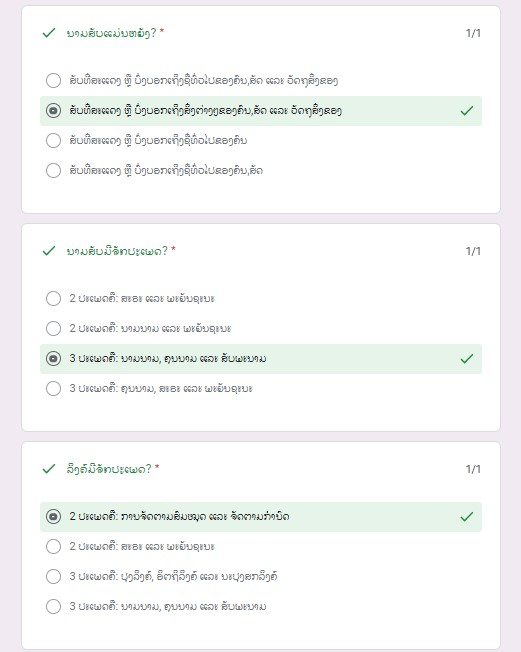 ນາມສັບແມ່ນຫຍັງ? *
1/1
ສັບທີ່ສະແດງ ຫຼື ບົ່ງບອກເຖິງຊື່ທົ່ວໄປຂອງຄົນ,ສັດ ແລະ ວັດຖຸສິ່ງຂອງ
ສັບທີ່ສະແດງ ຫຼື ບົ່ງບອກເຖິງສິ່ງຕ່າງໆຂອງຄົນ,ສັດ ແລະ ວັດຖຸສິ່ງຂອງ
ສັບທີ່ສະແດງ ຫຼື ບົ່ງບອກເຖິງຊື່ທົ່ວໄປຂອງຄົນ
ສັບທີ່ສະແດງ ຫຼື ບົ່ງບອກເຖິງຊື່ທົ່ວໄປຂອງຄົນ,ສັດ
ນາມສັບມີຈັກປະເພດ? *
1/1
2 ປະເພດຄື: ສະຣະ ແລະ ພະຍັນຊະນະ
2 ປະເພດຄື: ນາມນາມ ແລະ ພະຍັນຊະນະ
3 ປະເພດຄື: ນາມນາມ, ຄຸນນາມ ແລະ ສັບພະນາມ
3 ປະເພດຄື: ຄຸນນາມ, ສະຣະ ແລະ ພະຍັນຊະນະ
ລິງຄ໌ມີຈັກປະເພດ? *
1/1
2 ປະເພດຄື: ການຈັດຕາມສົມໝຸດ ແລະ ຈັດຕາມກຳນົດ
2 ປະເພດຄື: ສະຣະ ແລະ ພະຍັນຊະນະ
3 ປະເພດຄື: ປຸງລິງຄ໌, ອິຕຖີລິງຄ໌ ແລະ ນະປຸງສກລິງຄ໌
3 ປະເພດຄື: ນາມນາມ, ຄຸນນາມ ແລະ ສັບພະນາມ